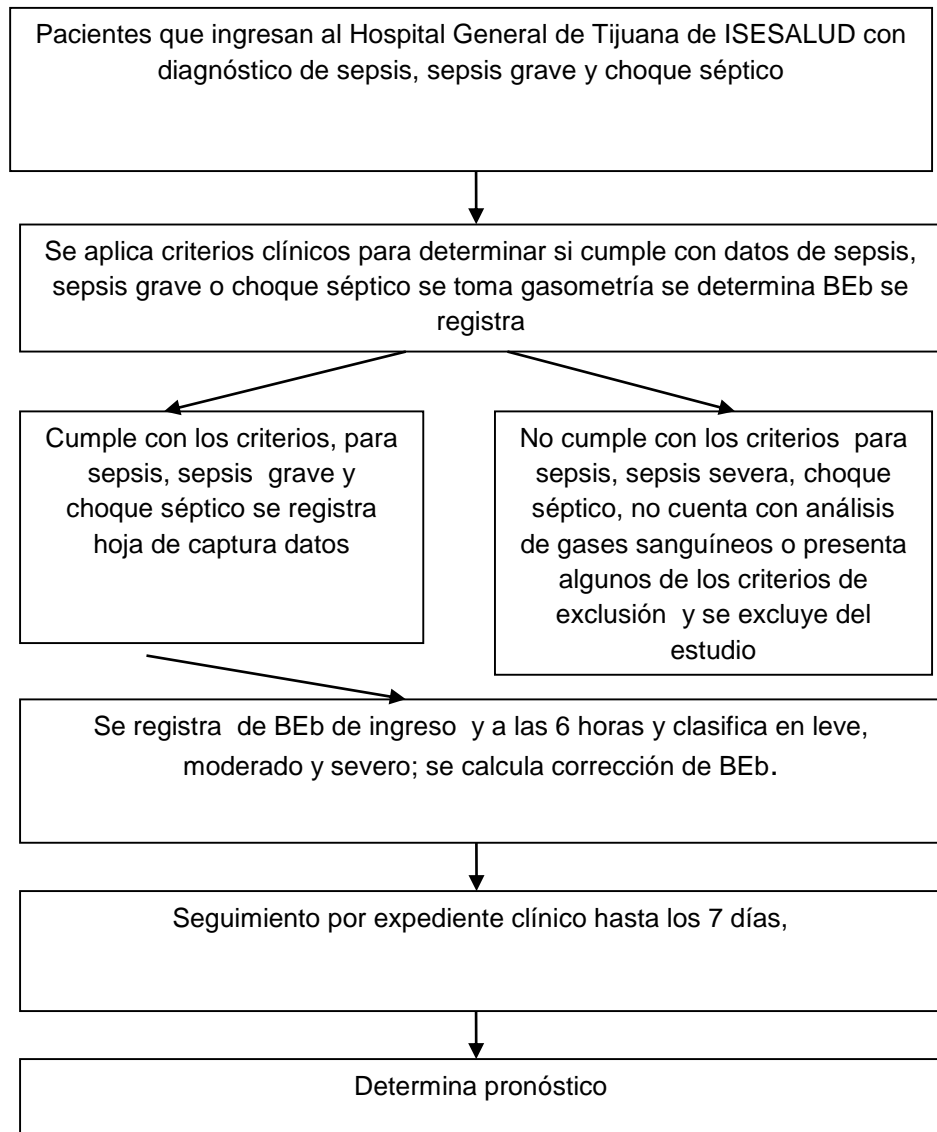 Pacientes que ingresan al Hospital General de Tijuana de ISESALUD con
diagnóstico de sepsis, sepsis grave y choque séptico
Se aplica criterios clínicos para determinar si cumple con datos de sepsis,
sepsis grave o choque séptico se toma gasometría se determina BEb se
registra
Cumple con los criterios, para
sepsis, sepsis grave y
choque séptico se registra
hoja de captura datos
No cumple con los criterios para
sepsis, sepsis severa, choque
séptico, no cuenta con análisis
de gases sanguíneos o presenta
algunos de los criterios de
exclusión y se excluye del
estudio
Se registra de BEb de ingreso y a las 6 horas y clasifica en leve,
moderado y severo; se calcula corrección de BEb.
Seguimiento por expediente clínico hasta los 7 días,
Determina pronóstico